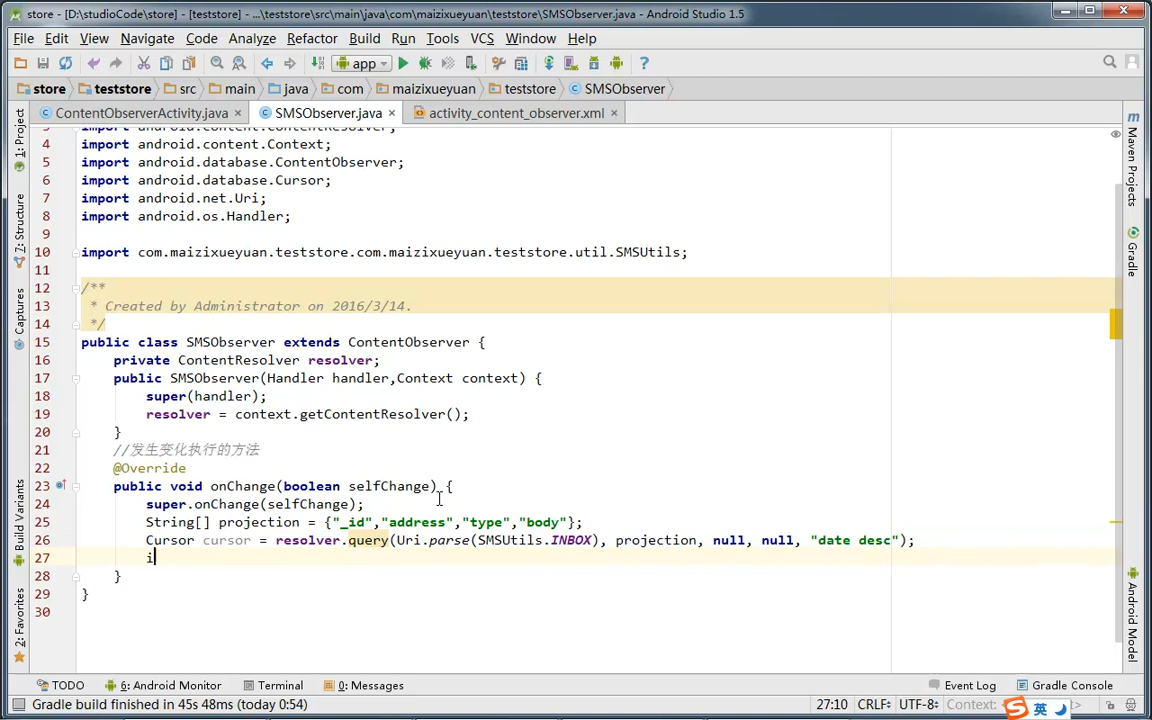 store - [D:\studioCode\store] - [teststore] - ...\teststore\src\main\java\com\maizixueyuan\teststore\SMSObserver.java - Android Studio 1.5
File Edit View Navigate Code Analyze Refactor Build Run Tools VCS Window Help
app
store teststore src main java com maizixueyuan teststore SMSObserver
ContentObserverActivity.java SMSObserver.java activity_content_observer.xml
1: Project
7: Structure
Captures
Build Variants
2: Favorites
3 import android.content.ContentResolver;
4 import android.content.Context;
5 import android.database.ContentObserver;
6 import android.database.Cursor;
7 import android.net.Uri;
8 import android.os.Handler;
9
10 import com.maizixueyuan.teststore.com.maizixueyuan.teststore.util.SMSUtils;
11
12 /**
13 * Created by Administrator on 2016/3/14.
14 */
15 public class SMSObserver extends ContentObserver {
16 private ContentResolver resolver;
17 public SMSObserver(Handler handler,Context context) {
18 super(handler);
19 resolver = context.getContentResolver();
20 }
21 //发生变化执行的方法
22 @Override
23 public void onChange(boolean selfChange) {
24 super.onChange(selfChange);
25 String[] projection = {"_id","address","type","body"};
26 Cursor cursor = resolver.query(Uri.parse(SMSUtils.INBOX), projection, null, null, "date desc");
27 i
28 }
29 }
30
Maven Projects
Gradle
Android Model
TODO 6: Android Monitor Terminal 0: Messages Event Log Gradle Console
Gradle build finished in 45s 48ms (today 0:54) 27:10 CRLF÷ UTF-8÷ Context: 英